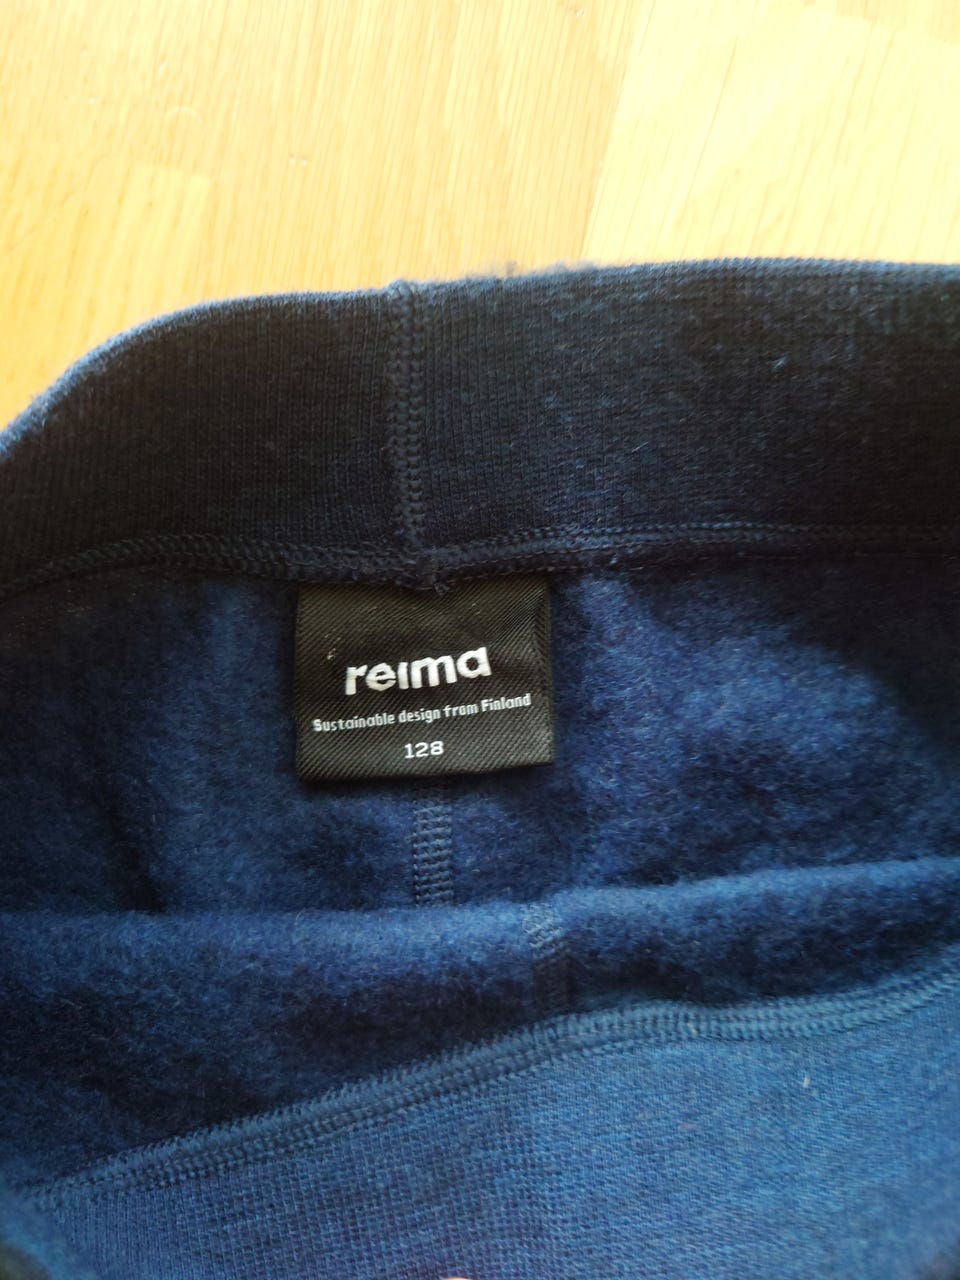 reima
Sustainable design from Finland
128